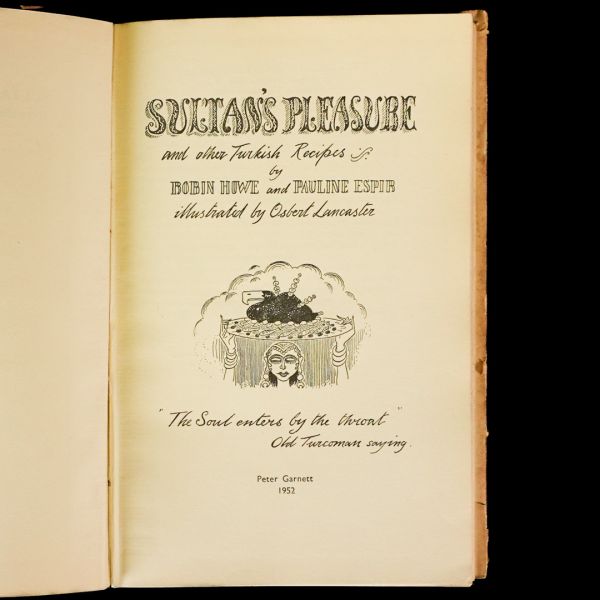 SULTAN'S PLEASURE
and other Turkish Recipes
by
ROBIN HOWE and PAULINE ESPIR
illustrated by Osbert Lancaster
"The Soul enters by the throat"
Old Turcoman saying.
Peter Garnett
1952